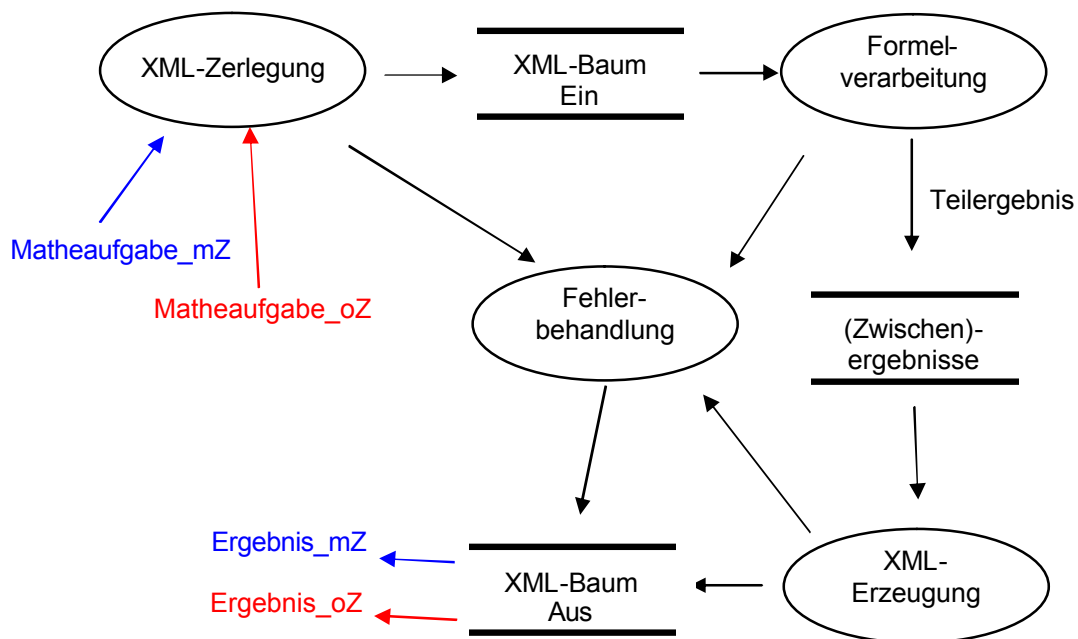 XML-Zerlegung
XML-Baum
Ein
Formel-
verarbeitung
Teilergebnis
Matheaufgabe_mZ
Matheaufgabe_oZ
Fehler-
behandlung
(Zwischen)-
ergebnisse
Ergebnis_mZ
Ergebnis_oZ
XML-Baum
Aus
XML-
Erzeugung